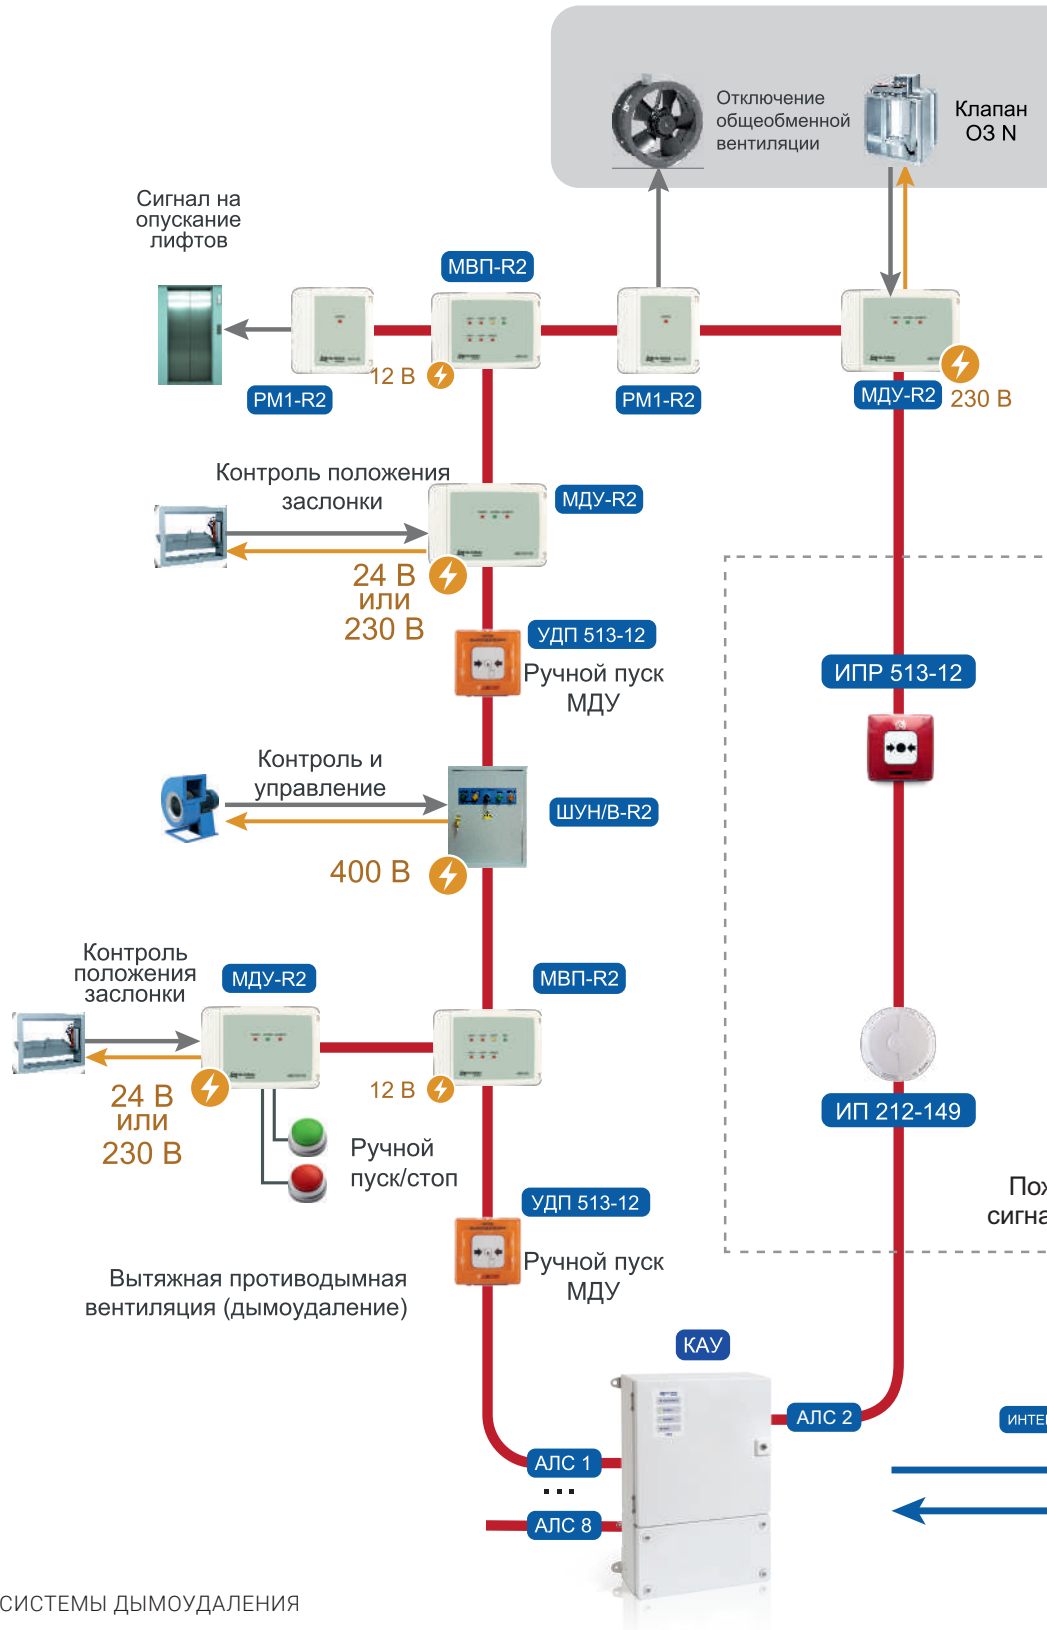 Отключение
общеобменной
вентиляции
Клапан
ОЗ N
Сигнал на
опускание
лифтов
МВП-R2
12 В
РМ1-R2
РМ1-R2
МДУ-R2
230 В
Контроль положения
заслонки
МДУ-R2
24 В
или
230 В
УДП 513-12
Ручной пуск
МДУ
ИПР 513-12
Контроль и
управление
ШУН/В-R2
400 В
Контроль
положения
заслонки
МДУ-R2
МВП-R2
12 В
24 В
или
230 В
Ручной
пуск/стоп
ИП 212-149
УДП 513-12
Ручной пуск
МДУ
Вытяжная противодымная
вентиляция (дымоудаление)
КАУ
АЛС 2
АЛС 1
...
АЛС 8
СИСТЕМЫ ДЫМОУДАЛЕНИЯ